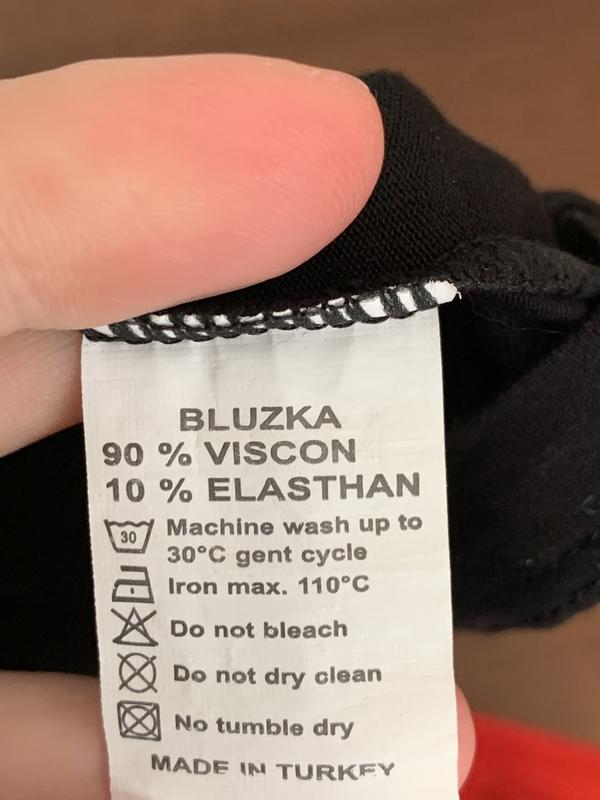 BLUZKA
90 % VISCON
10 % ELASTHAN
30 Machine wash up to
30°C gent cycle
Iron max. 110°C
Do not bleach
Do not dry clean
No tumble dry
MADE IN TURKEY